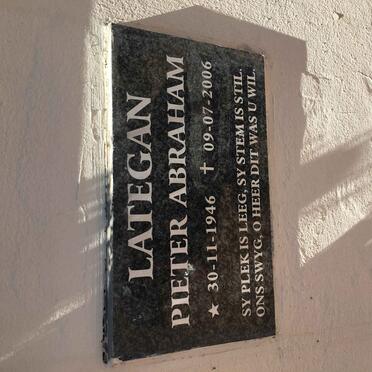 LATEGAN
PIETER ABRAHAM
★ 30-11-1946 ✝ 09-07-2006
SY PLEK IS LEEG, SY STEM IS STIL.
ONS SWYG, O HEER DIT WAS U WIL.